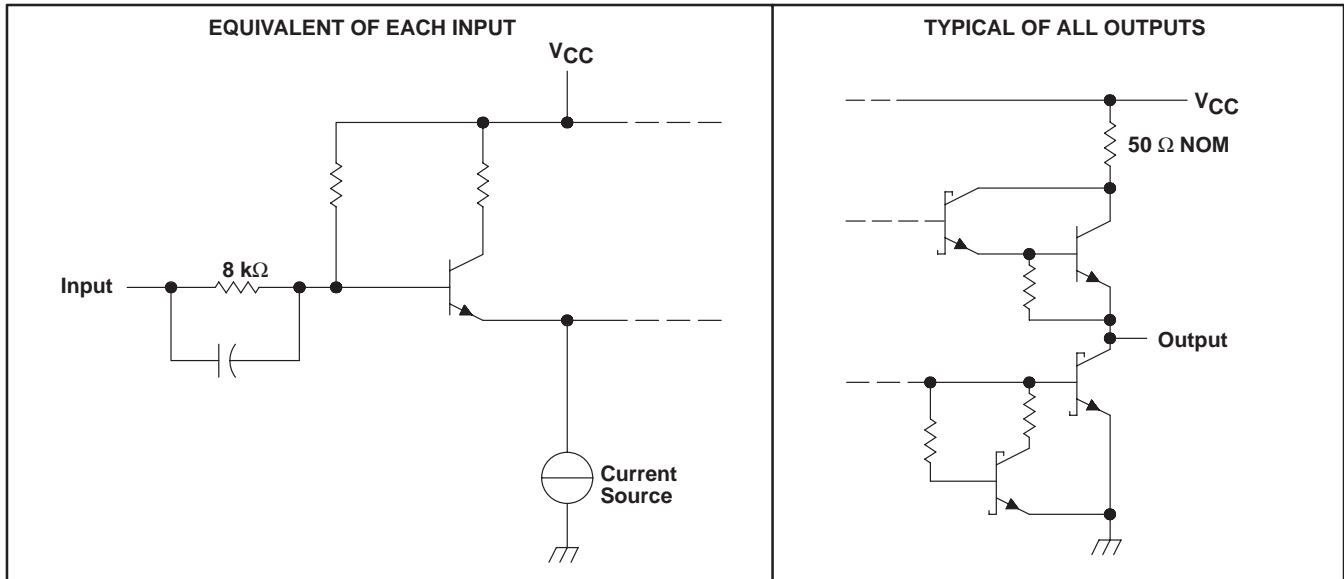 EQUIVALENT OF EACH INPUT
VCC
8 kΩ
Input
Current
Source
TYPICAL OF ALL OUTPUTS
VCC
50 Ω NOM
Output